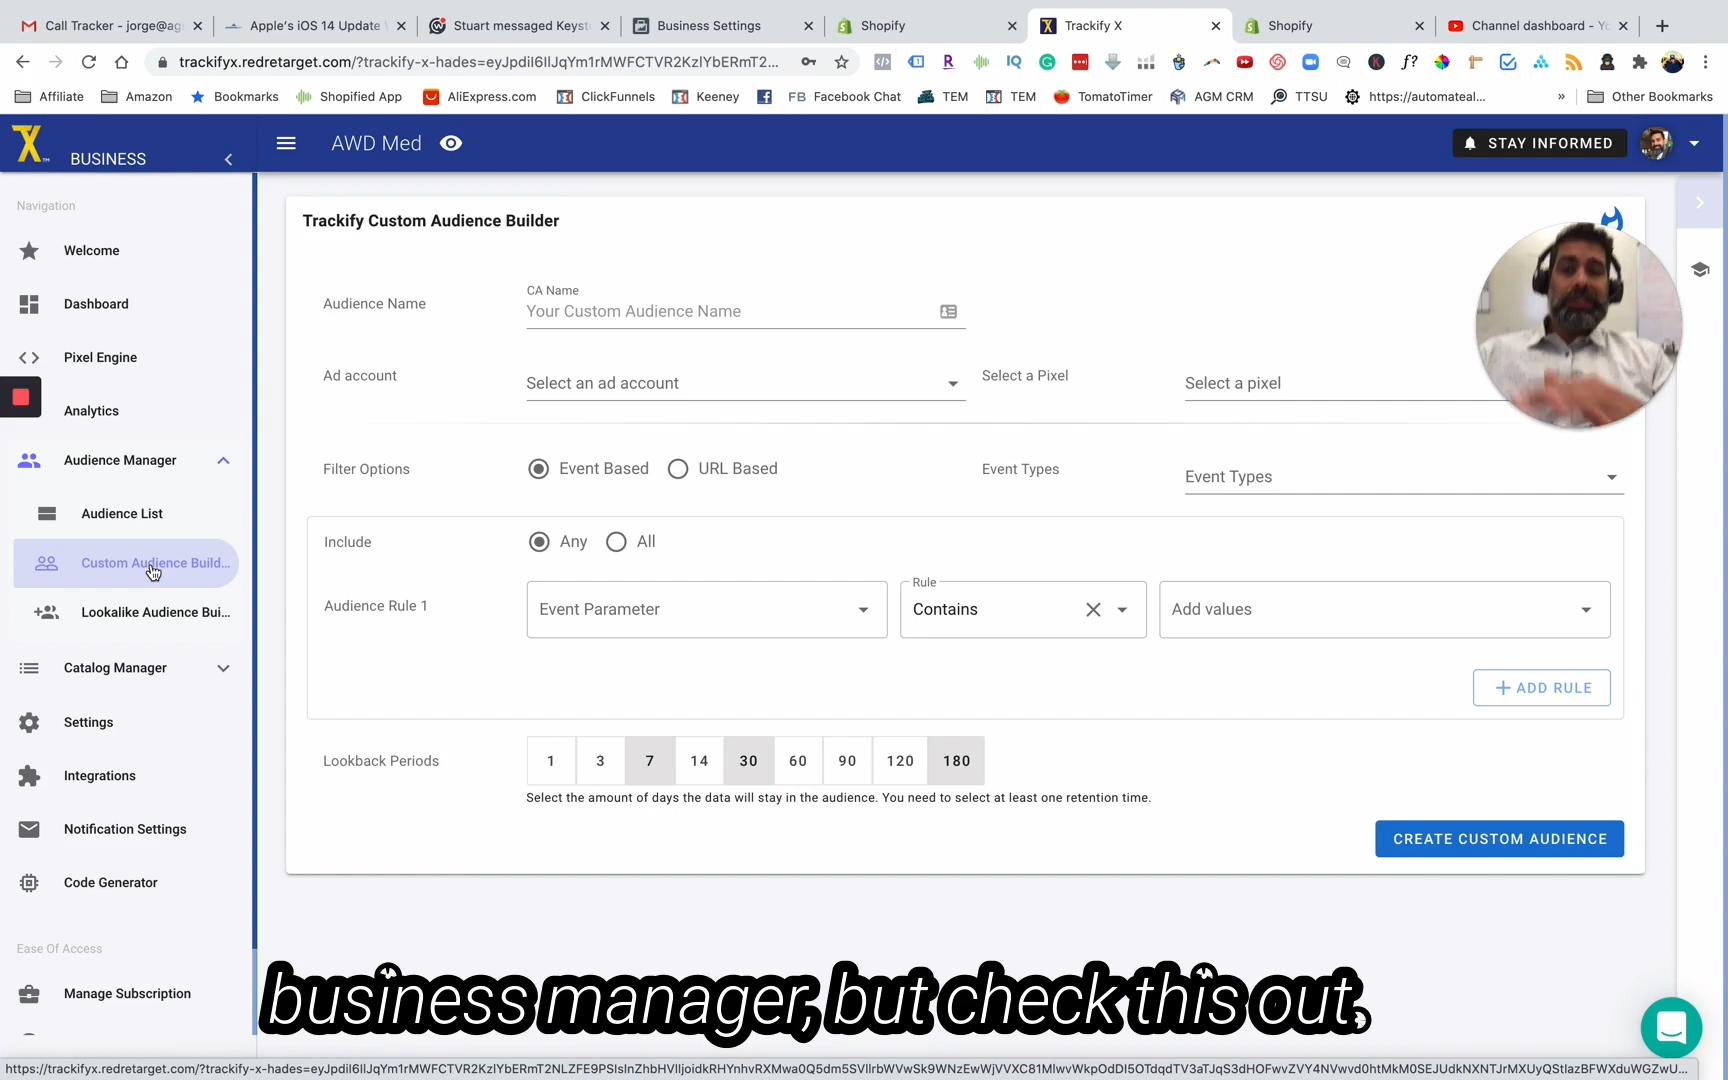 Call Tracker - jorge@ag
Apple's iOS 14 Update
Stuart messaged Keyst
Business Settings
Shopify
Trackify X
Shopify
Channel dashboard - Yo
trackifyx.redretarget.com/?trackify-x-hades=eyJpdiI6IlJqYm1rMWFCTVR2KzlYbERmT2...
Affiliate
Amazon
Bookmarks
Shopified App
AliExpress.com
ClickFunnels
Keeney
FB Facebook Chat
TEM
TEM
TomatoTimer
AGM CRM
TTSU
https://automateal...
»
Other Bookmarks
BUSINESS
AWD Med
STAY INFORMED
Navigation
Welcome
Dashboard
Pixel Engine
Analytics
Audience Manager
Audience List
Custom Audience Build...
Lookalike Audience Bui...
Catalog Manager
Settings
Integrations
Notification Settings
Code Generator
Ease Of Access
Manage Subscription
Trackify Custom Audience Builder
Audience Name
CA Name
Your Custom Audience Name
Ad account
Select an ad account
Select a Pixel
Select a pixel
Filter Options
Event Based
URL Based
Event Types
Event Types
Include
Any
All
Audience Rule 1
Event Parameter
Rule
Contains
Add values
+ ADD RULE
Lookback Periods
1 3 7 14 30 60 90 120 180
Select the amount of days the data will stay in the audience. You need to select at least one retention time.
CREATE CUSTOM AUDIENCE
business manager, but check this out.